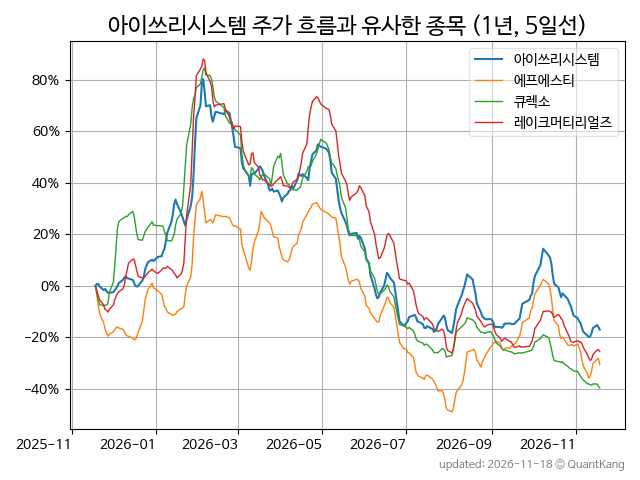 아이쓰리시스템 주가 흐름과 유사한 종목 (1년, 5일선)
아이쓰리시스템
에프에스티
큐렉소
레이크머티리얼즈
80%
60%
40%
20%
0%
-20%
-40%
2025-11 2026-01 2026-03 2026-05 2026-07 2026-09 2026-11
updated: 2026-11-18 © QuantKang